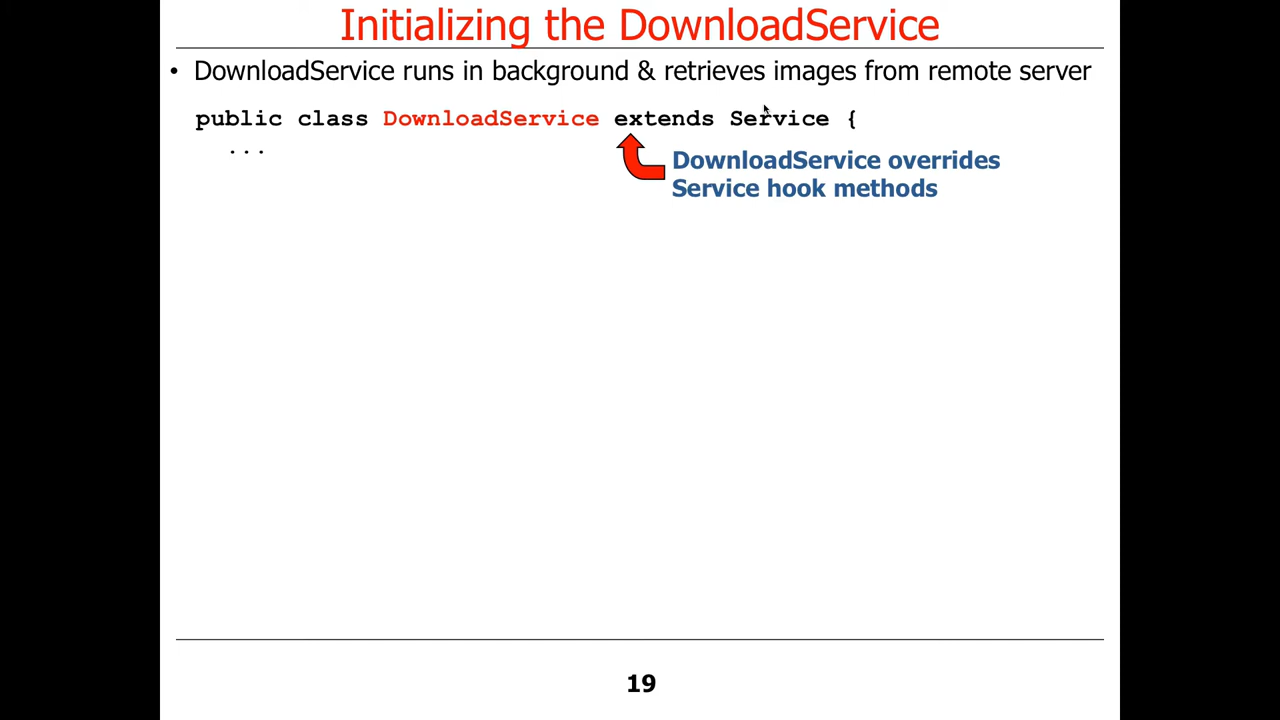 Initializing the DownloadService
• DownloadService runs in background & retrieves images from remote server
public class DownloadService extends Service {
...
DownloadService overrides
Service hook methods
19